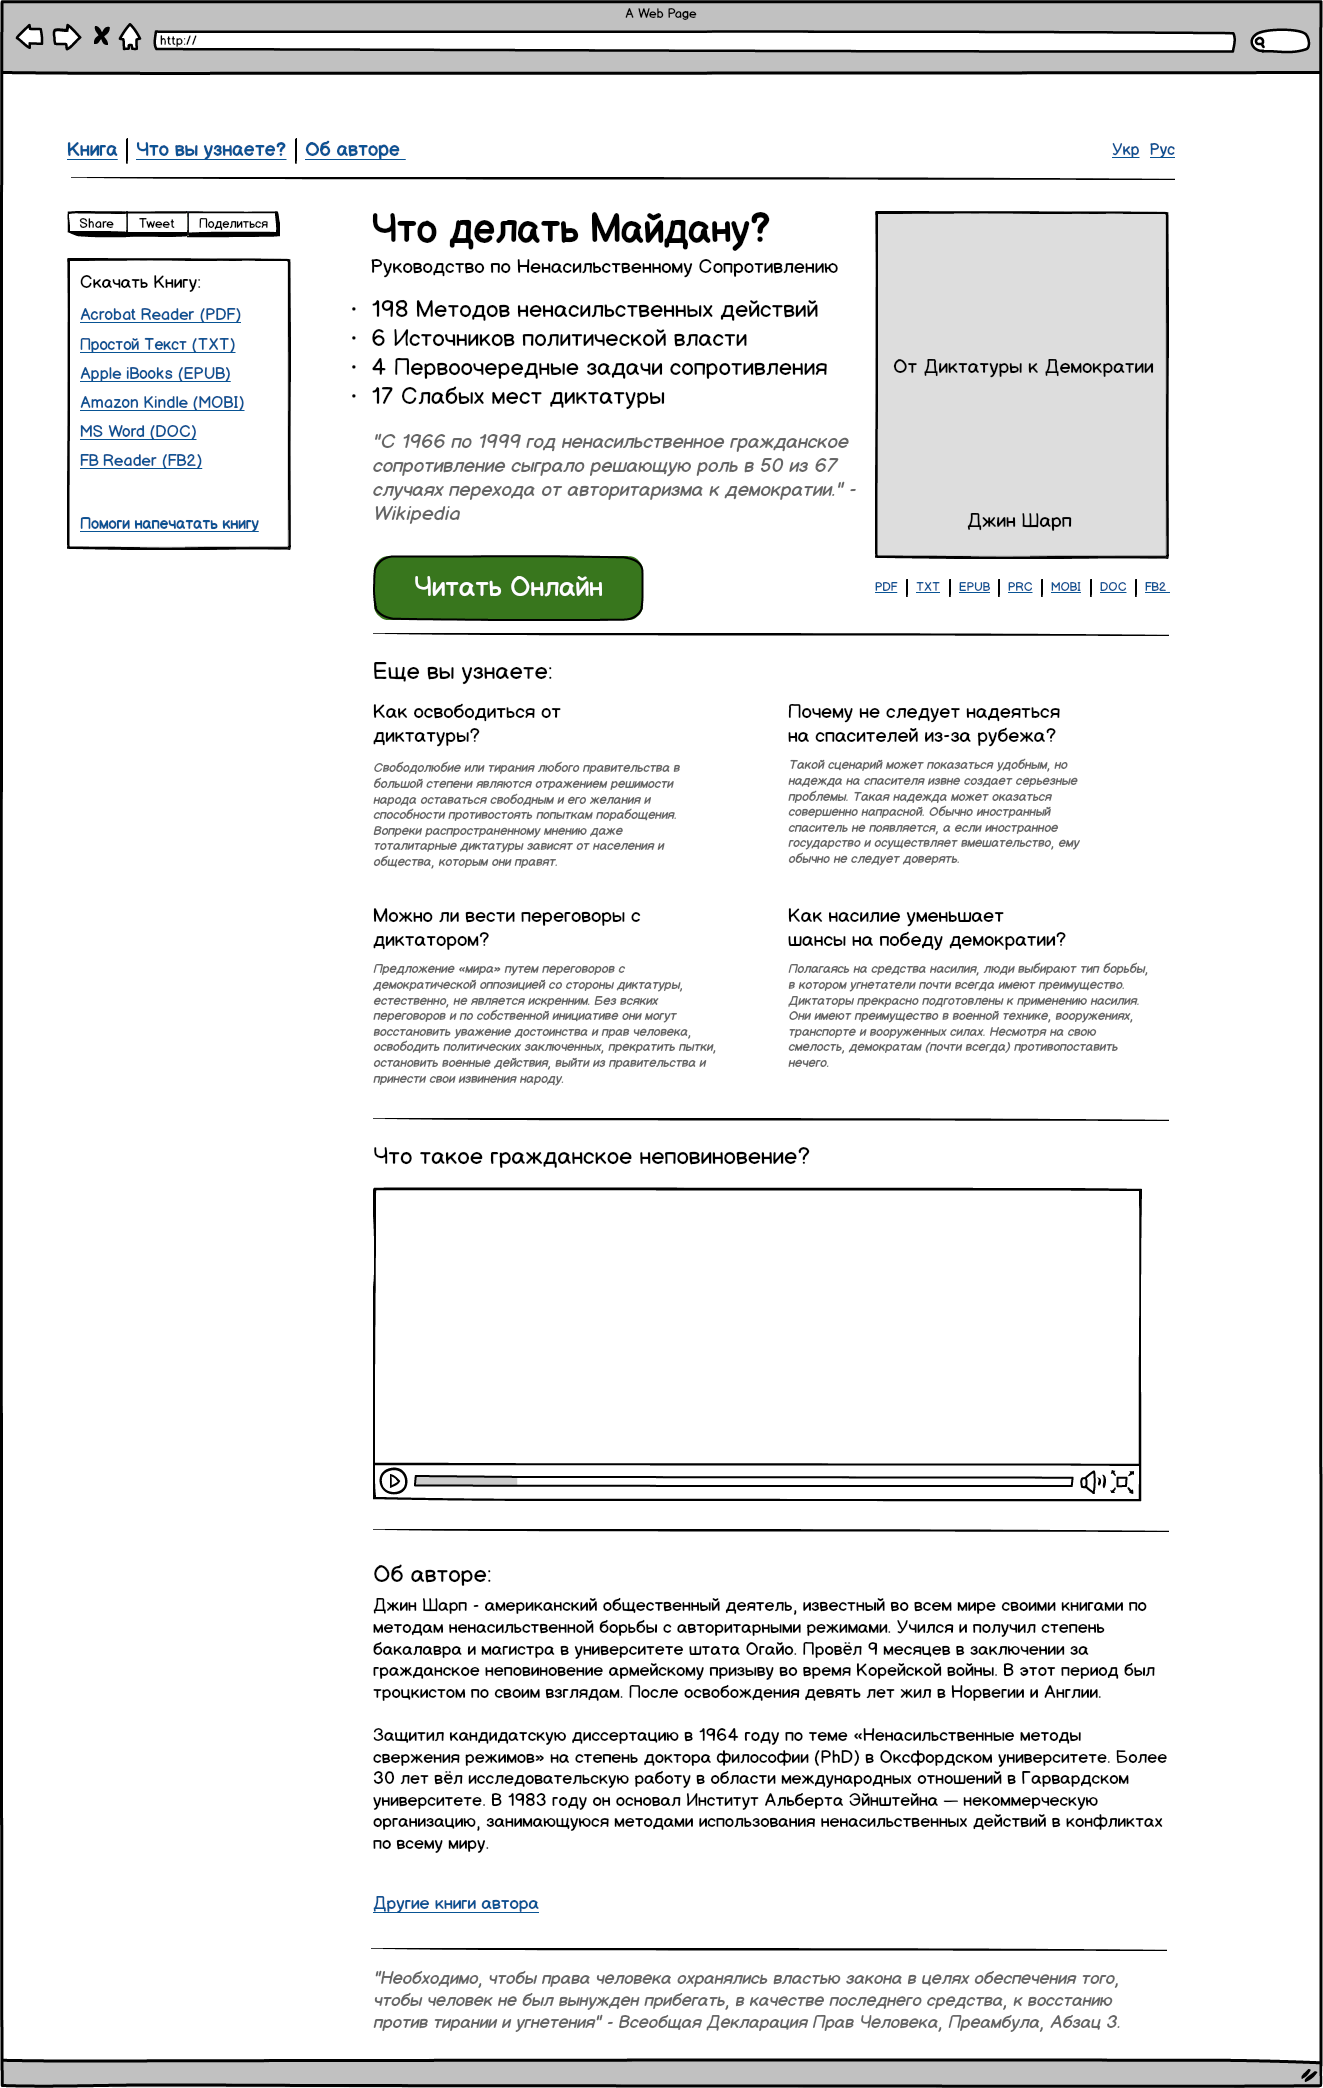 A Web Page
http://
Книга
Что вы узнаете?
Об авторе
Укр Рус
Share
Tweet
Поделиться
Скачать Книгу:
Acrobat Reader (PDF)
Простой Текст (TXT)
Apple iBooks (EPUB)
Amazon Kindle (MOBI)
MS Word (DOC)
FB Reader (FB2)
Помоги напечатать книгу
Что делать Майдану?
Руководство по Ненасильственному Сопротивлению
• 198 Методов ненасильственных действий
• 6 Источников политической власти
• 4 Первоочередные задачи сопротивления
• 17 Слабых мест диктатуры
"С 1966 по 1999 год ненасильственное гражданское
сопротивление сыграло решающую роль в 50 из 67
случаях перехода от авторитаризма к демократии." -
Wikipedia
Читать Онлайн
От Диктатуры к Демократии
Джин Шарп
PDF
TXT
EPUB
PRC
MOBI
DOC
FB2
Еще вы узнаете:
Как освободиться от
диктатуры?
Свободолюбие или тирания любого правительства в
большой степени являются отражением решимости
народа оставаться свободным и его желания и
способности противостоять попыткам порабощения.
Вопреки распространенному мнению даже
тоталитарные диктатуры зависят от населения и
общества, которым они правят.
Почему не следует надеяться
на спасителей из-за рубежа?
Такой сценарий может показаться удобным, но
надежда на спасителя извне создает серьезные
проблемы. Такая надежда может оказаться
совершенно напрасной. Обычно иностранный
спаситель не появляется, а если иностранное
государство и осуществляет вмешательство, ему
обычно не следует доверять.
Можно ли вести переговоры с
диктатором?
Предложение «мира» путем переговоров с
демократической оппозицией со стороны диктатуры,
естественно, не является искренним. Без всяких
переговоров и по собственной инициативе они могут
восстановить уважение достоинства и прав человека,
освободить политических заключенных, прекратить пытки,
остановить военные действия, выйти из правительства и
принести свои извинения народу.
Как насилие уменьшает
шансы на победу демократии?
Полагаясь на средства насилия, люди выбирают тип борьбы,
в котором угнетатели почти всегда имеют преимущество.
Диктаторы прекрасно подготовлены к применению насилия.
Они имеют преимущество в военной технике, вооружениях,
транспорте и вооруженных силах. Несмотря на свою
смелость, демократам (почти всегда) противопоставить
нечего.
Что такое гражданское неповиновение?
Об авторе:
Джин Шарп - американский общественный деятель, известный во всем мире своими книгами по
методам ненасильственной борьбы с авторитарными режимами. Учился и получил степень
бакалавра и магистра в университете штата Огайо. Провёл 9 месяцев в заключении за
гражданское неповиновение армейскому призыву во время Корейской войны. В этот период был
троцкистом по своим взглядам. После освобождения девять лет жил в Норвегии и Англии.
Защитил кандидатскую диссертацию в 1964 году по теме «Ненасильственные методы
свержения режимов» на степень доктора философии (PhD) в Оксфордском университете. Более
30 лет вёл исследовательскую работу в области международных отношений в Гарвардском
университете. В 1983 году он основал Институт Альберта Эйнштейна — некоммерческую
организацию, занимающуюся методами использования ненасильственных действий в конфликтах
по всему миру.
Другие книги автора
"Необходимо, чтобы права человека охранялись властью закона в целях обеспечения того,
чтобы человек не был вынужден прибегать, в качестве последнего средства, к восстанию
против тирании и угнетения" - Всеобщая Декларация Прав Человека, Преамбула, Абзац 3.